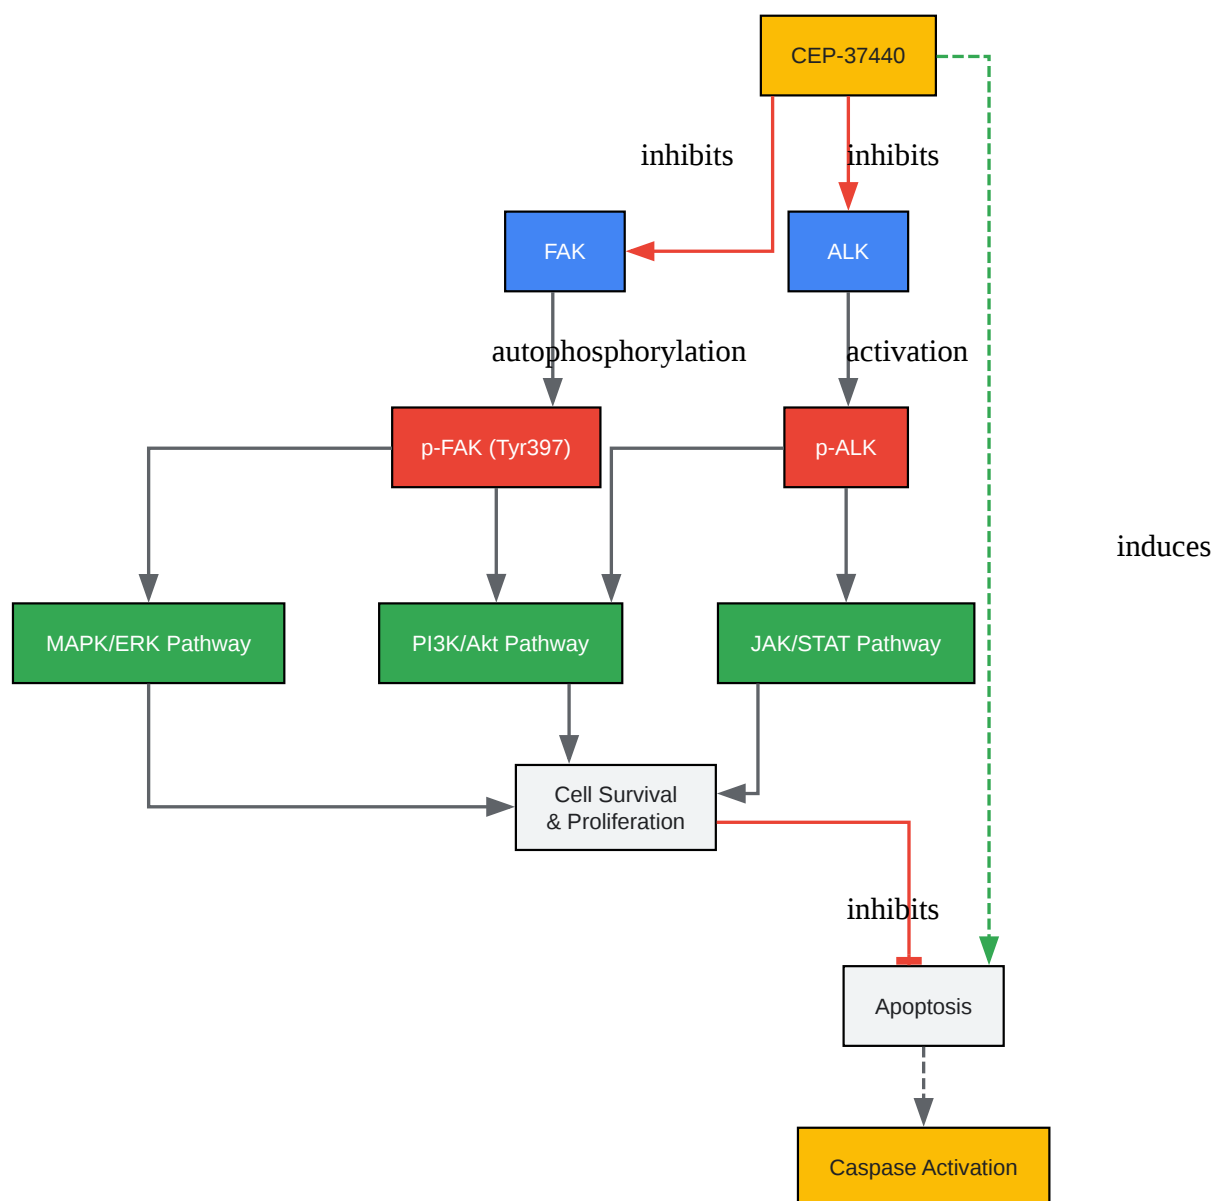 CEP-37440
inhibits
inhibits
FAK
ALK
autophosphorylation
activation
p-FAK (Tyr397)
p-ALK
induces
MAPK/ERK Pathway
PI3K/Akt Pathway
JAK/STAT Pathway
Cell Survival
& Proliferation
inhibits
Apoptosis
Caspase Activation